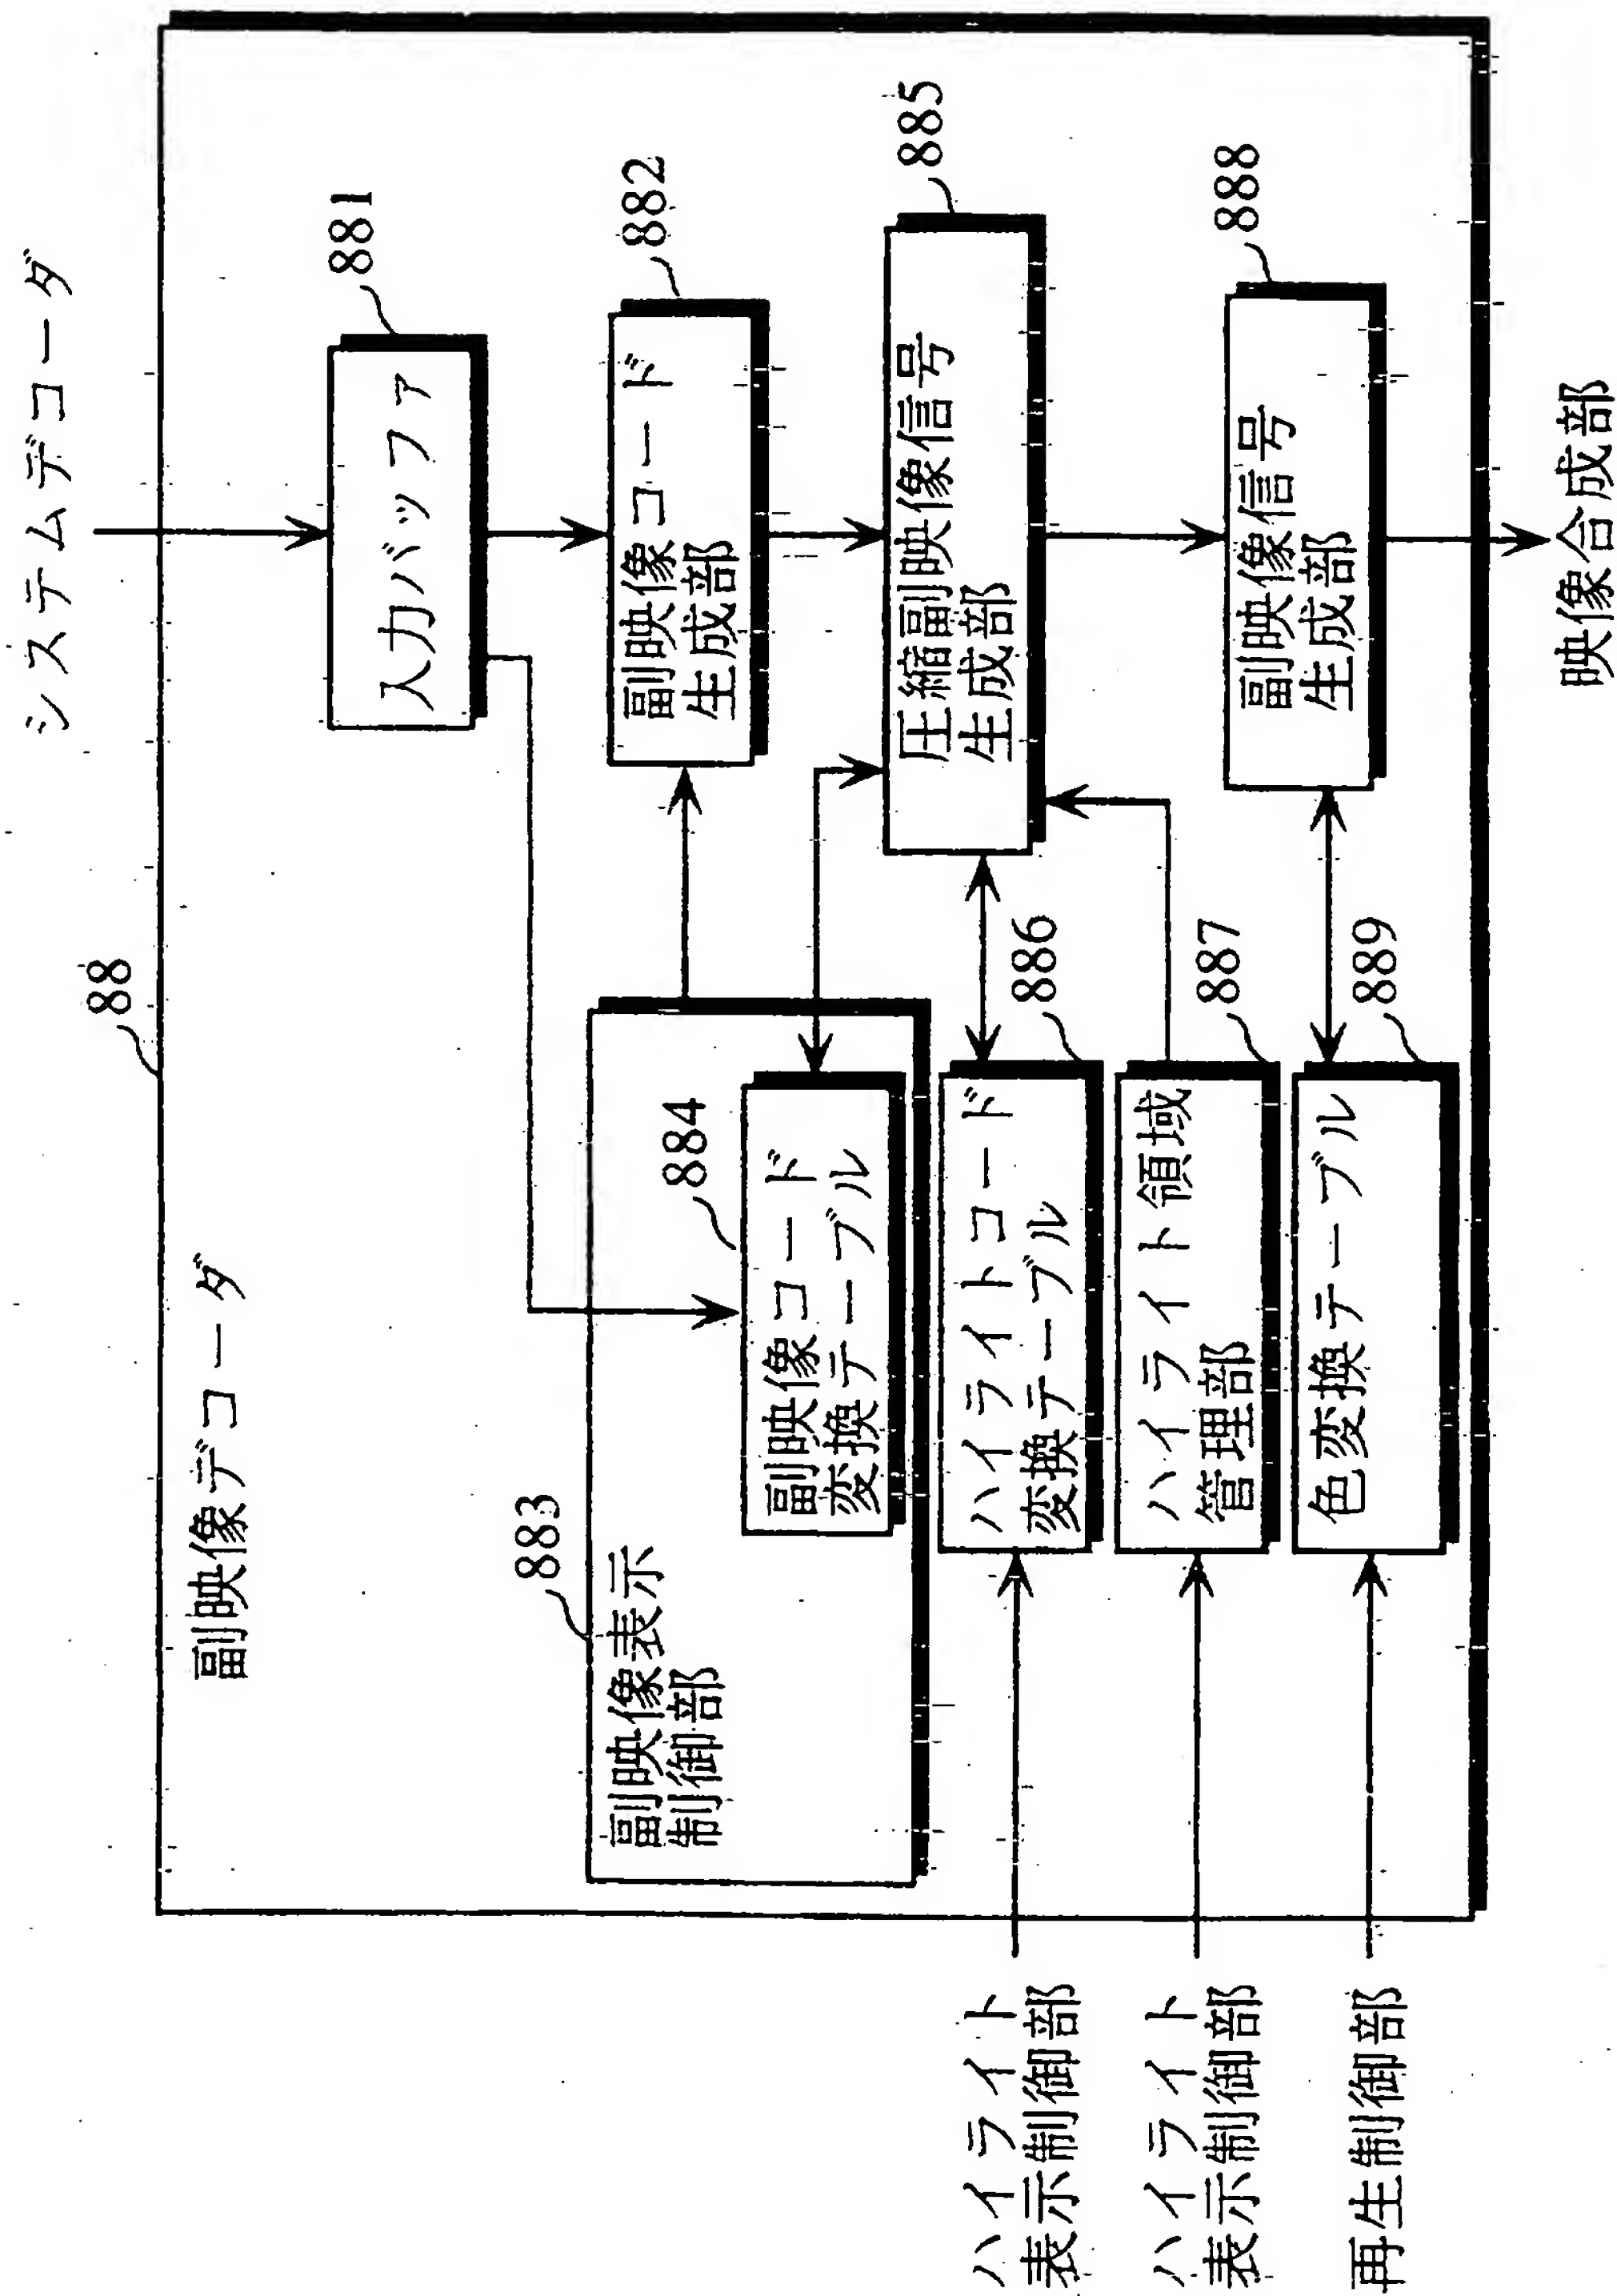 システムデコーダ
88
副映像デコーダ
881
入力バッファ
882
副映像コード
生成部
883
副映像表示
制御部
884
副映像コード
変換テーブル
885
圧縮副映像信号
生成部
886
ハイライトコード
変換テーブル
ハイライト
表示制御部
887
ハイライト領域
管理部
ハイライト
表示制御部
888
副映像信号
生成部
889
色変換テーブル
再生制御部
映像合成部